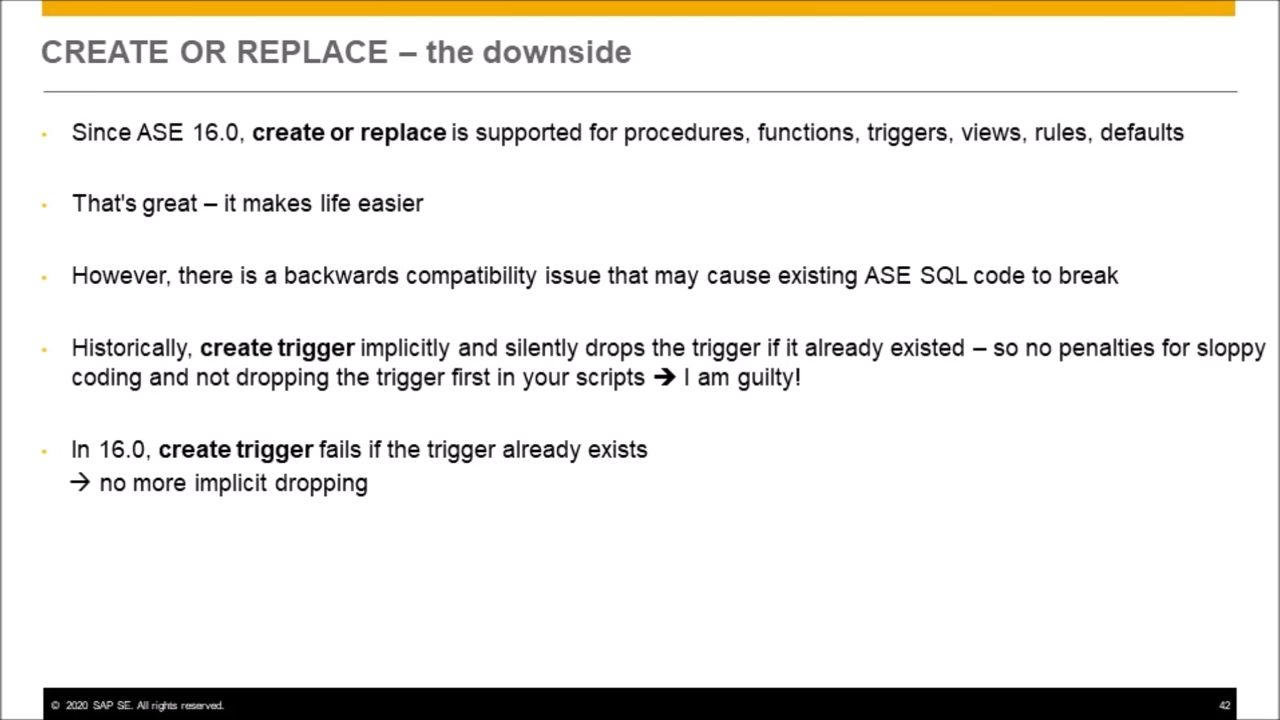 CREATE OR REPLACE – the downside
• Since ASE 16.0, create or replace is supported for procedures, functions, triggers, views, rules, defaults
• That's great – it makes life easier
• However, there is a backwards compatibility issue that may cause existing ASE SQL code to break
• Historically, create trigger implicitly and silently drops the trigger if it already existed – so no penalties for sloppy
coding and not dropping the trigger first in your scripts ➔ I am guilty!
• In 16.0, create trigger fails if the trigger already exists
→ no more implicit dropping
© 2020 SAP SE. All rights reserved.
42